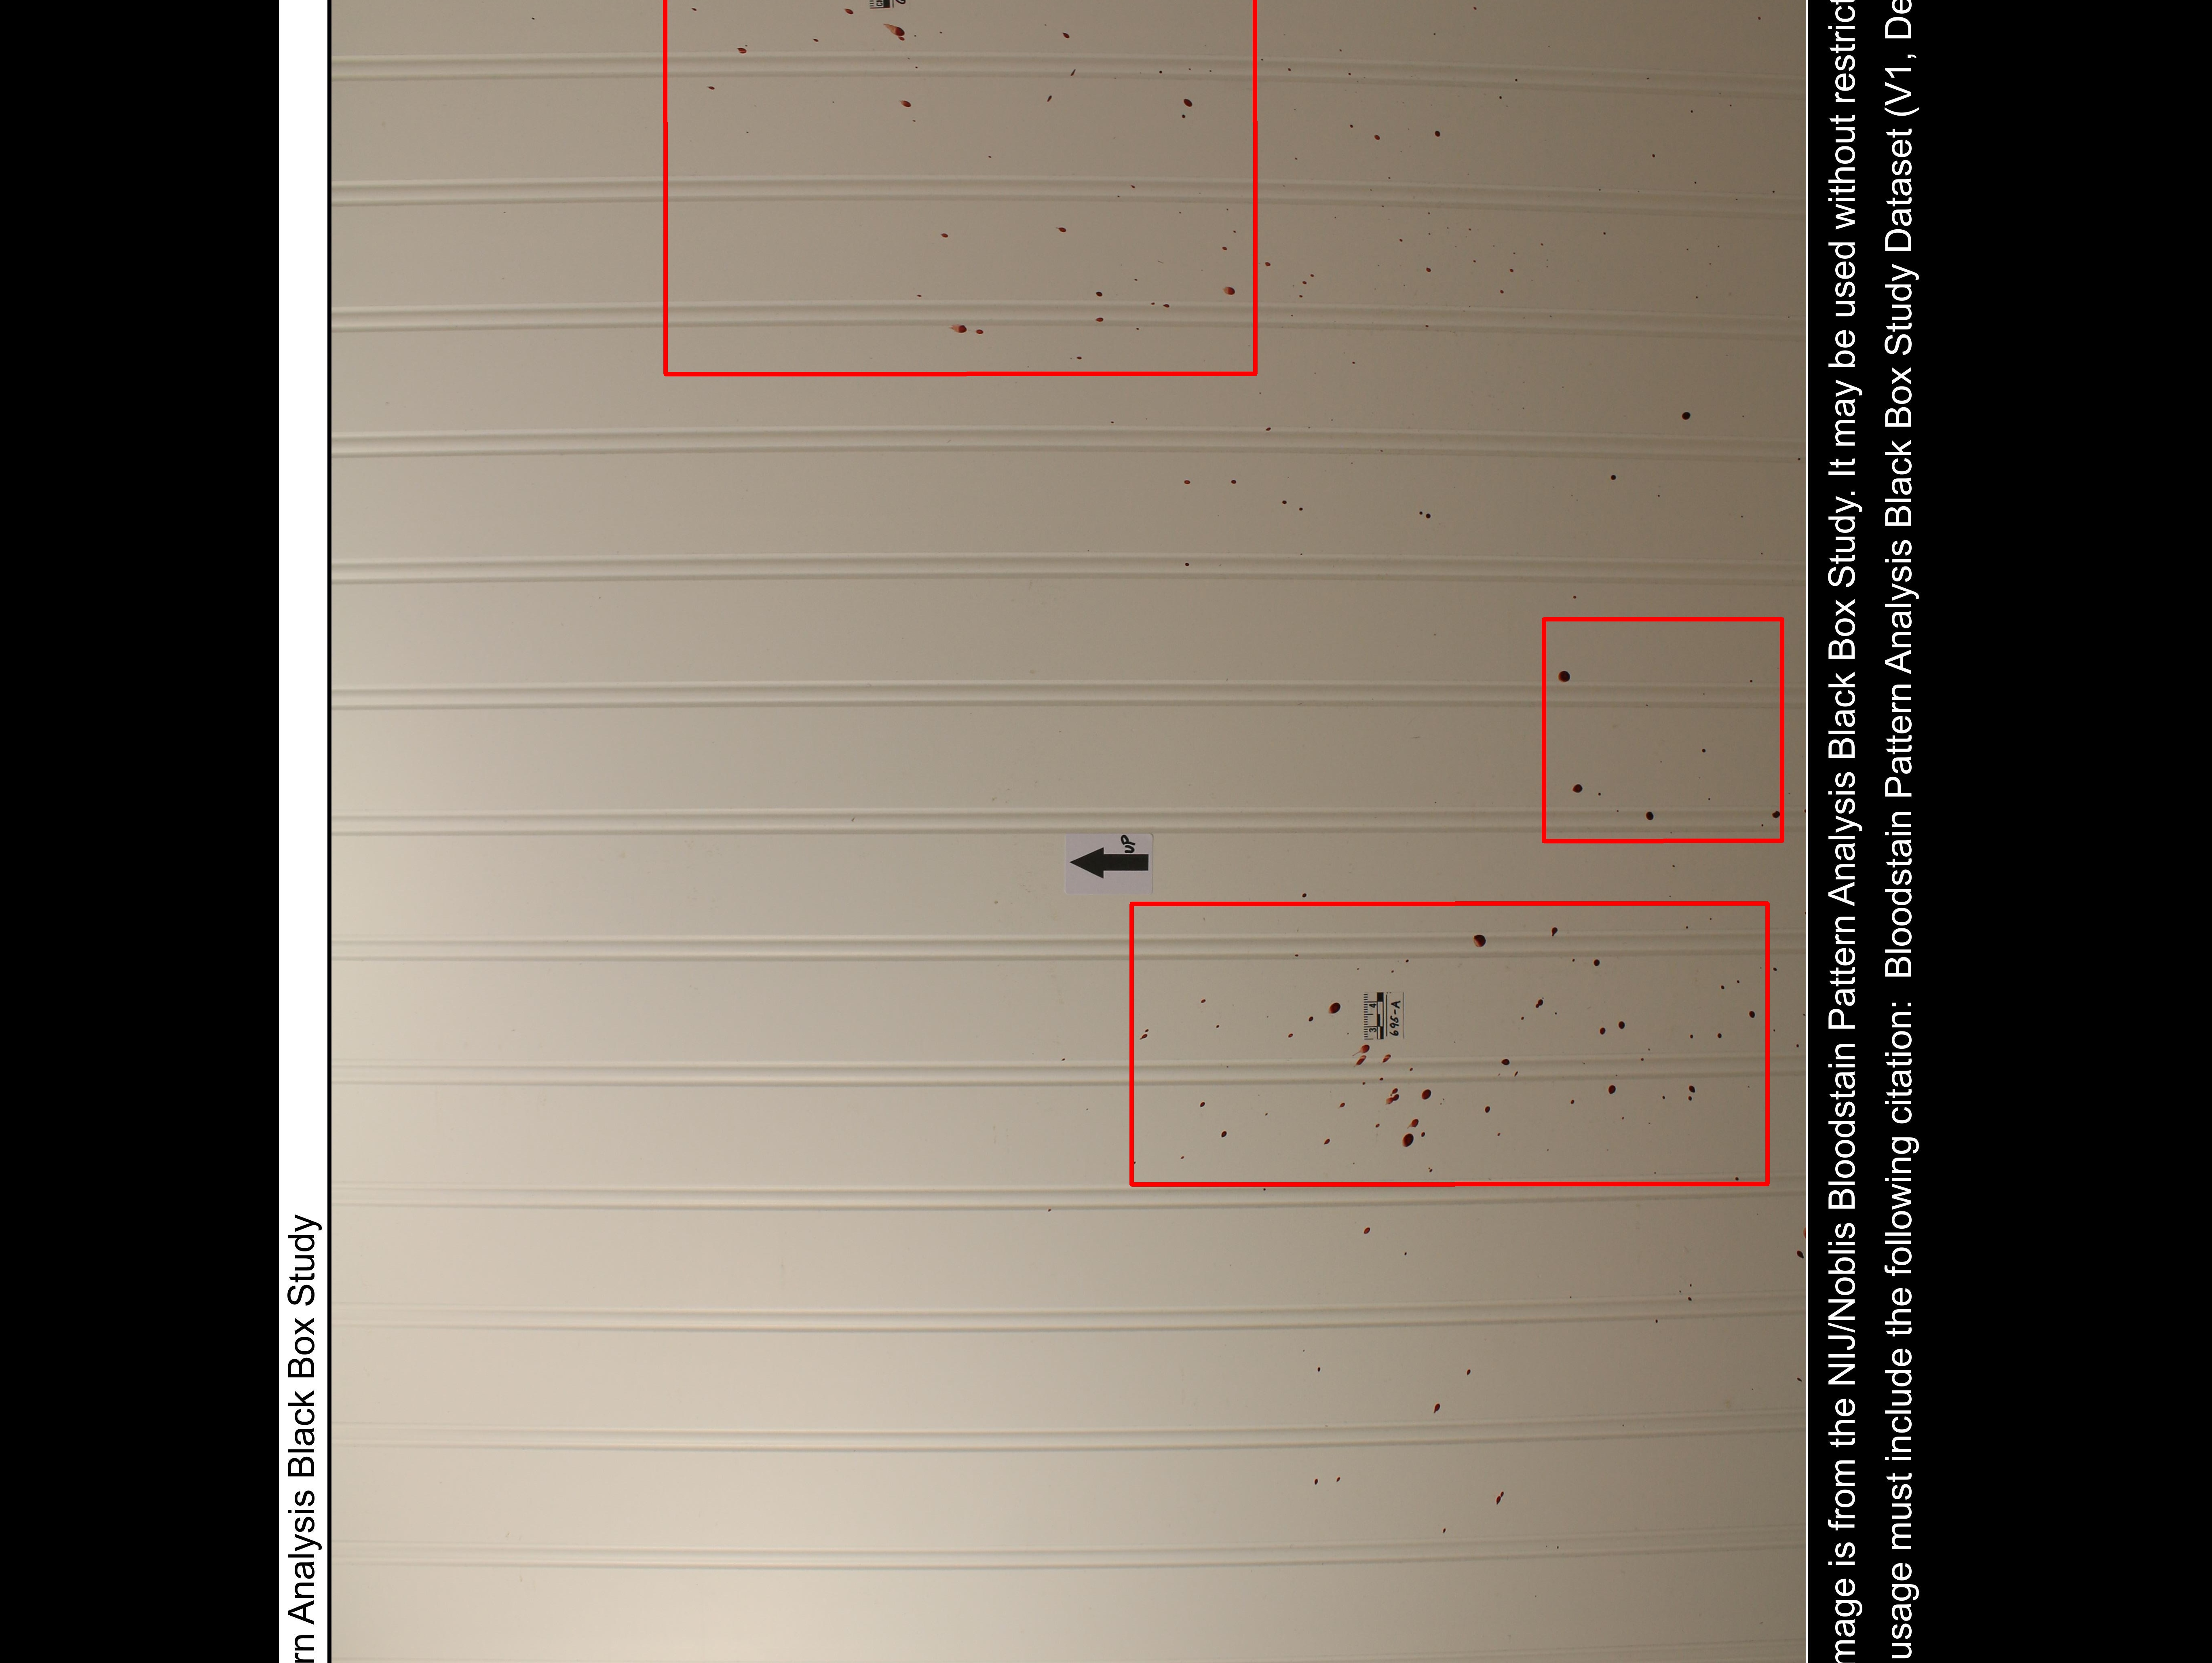 rn Analysis Black Box Study
UP
3 4
695-A
mage is from the NIJ/Noblis Bloodstain Pattern Analysis Black Box Study. It may be used without restrict
usage must include the following citation: Bloodstain Pattern Analysis Black Box Study Dataset (V1, De